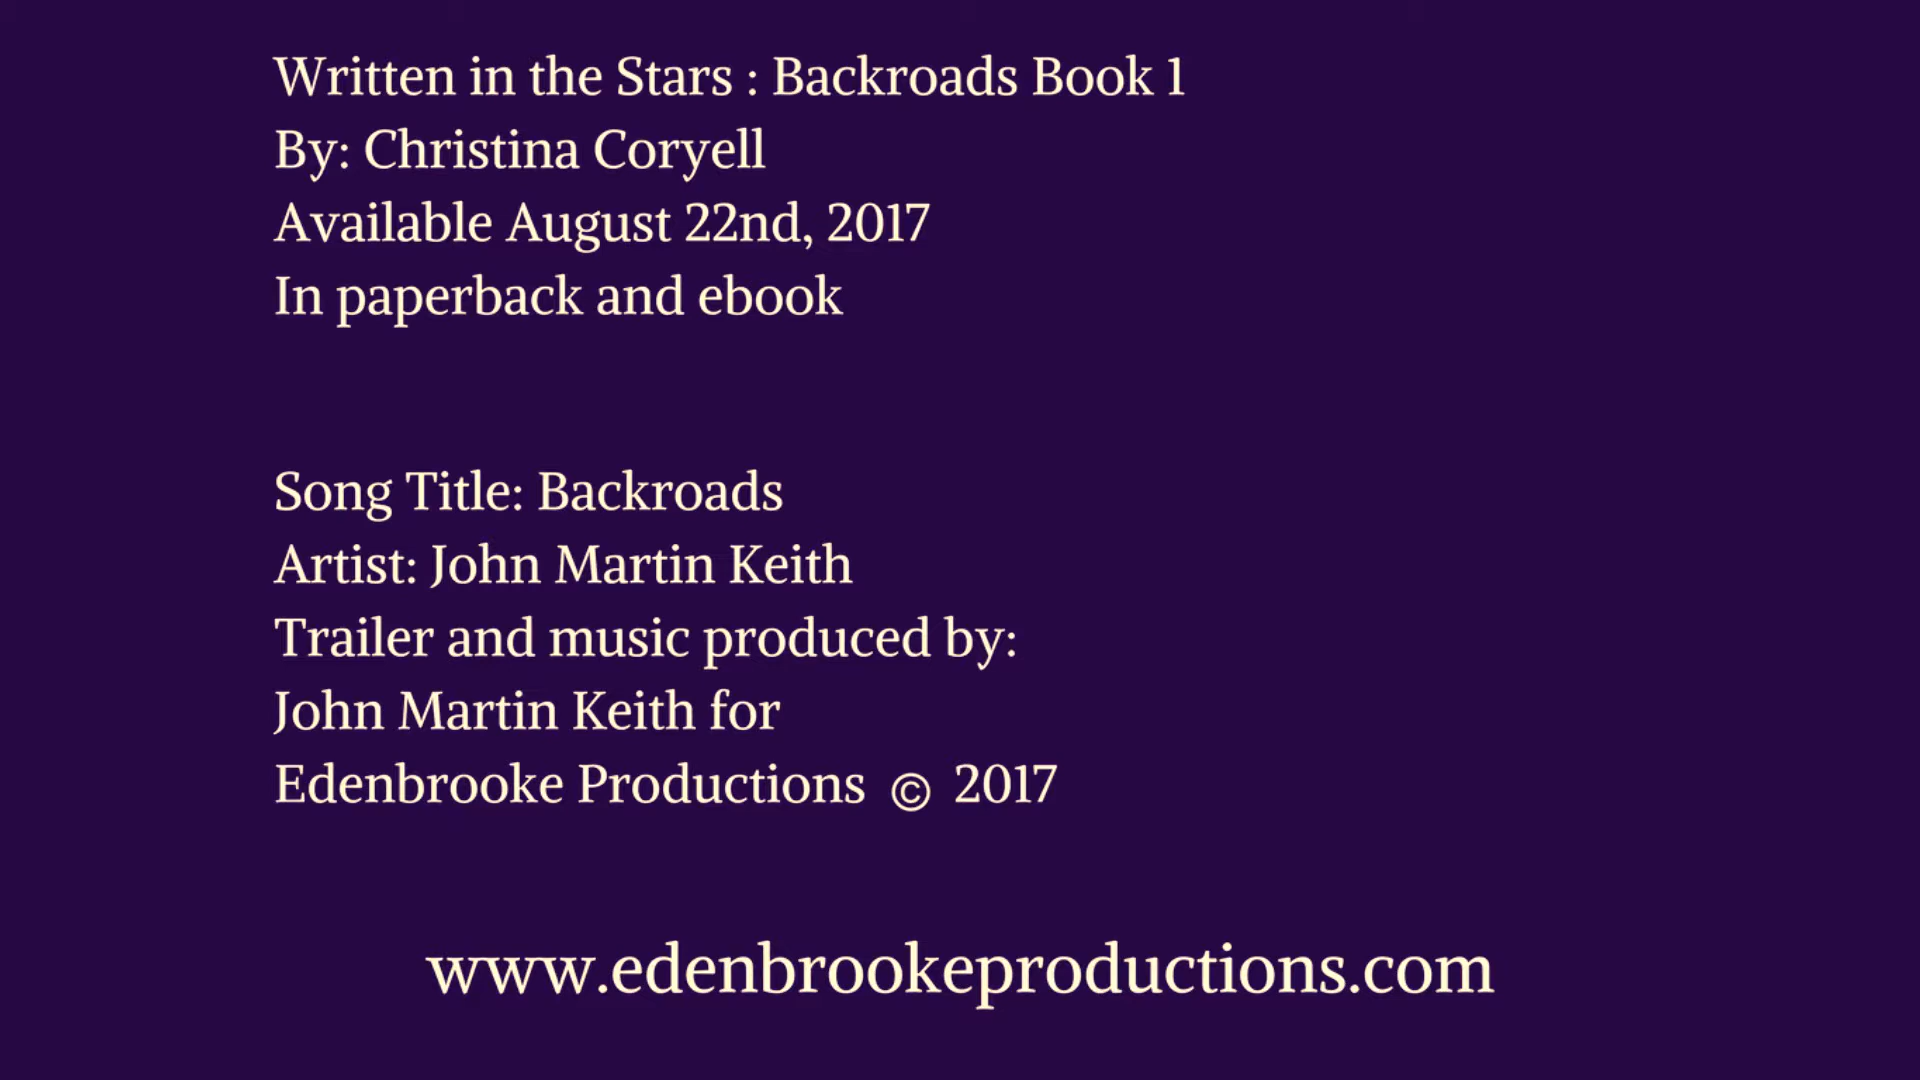 Written in the Stars : Backroads Book 1
By: Christina Coryell
Available August 22nd, 2017
In paperback and ebook
Song Title: Backroads
Artist: John Martin Keith
Trailer and music produced by:
John Martin Keith for
Edenbrooke Productions © 2017
www.edenbrookeproductions.com